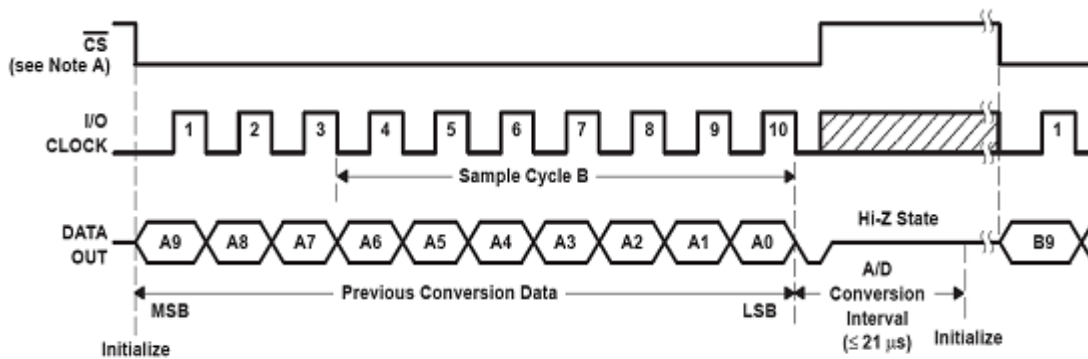 CS
(see Note A)
I/O
CLOCK
1 2 3 4 5 6 7 8 9 10 1
Sample Cycle B
DATA
OUT
A9 A8 A7 A6 A5 A4 A3 A2 A1 A0 B9
Hi-Z State
Previous Conversion Data
MSB LSB
A/D
Conversion
Interval
(≤ 21 μs)
Initialize Initialize